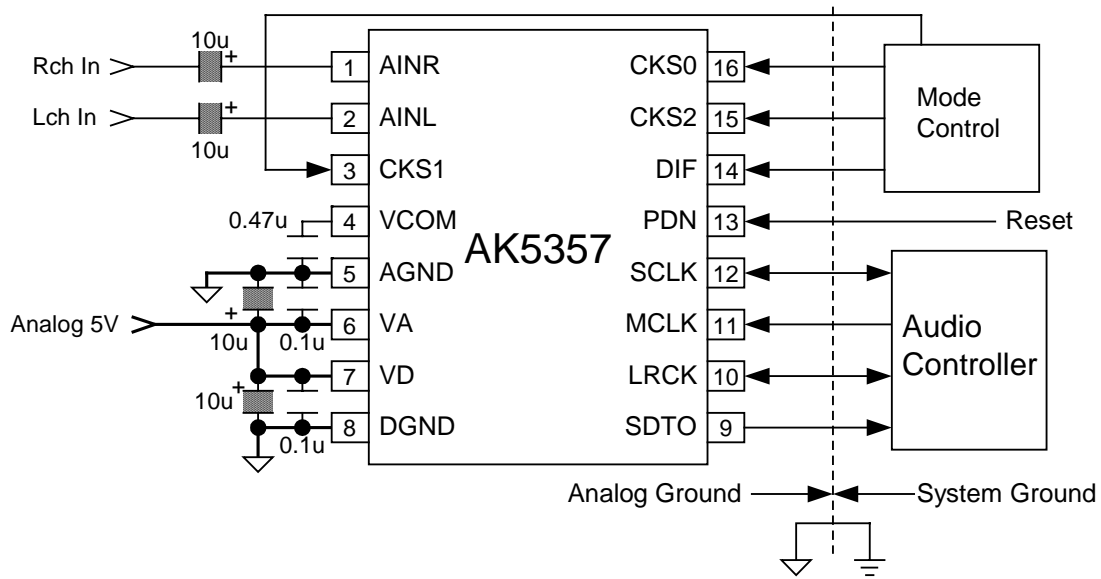 10u
+
Rch In
1 AINR
CKS0 16
Lch In
+
10u
2 AINL
CKS2 15
Mode
Control
3 CKS1
DIF 14
0.47u
4 VCOM
PDN 13
Reset
AK5357
5 AGND
SCLK 12
Analog 5V
+
10u
0.1u
6 VA
MCLK 11
Audio
Controller
7 VD
LRCK 10
10u
+
8 DGND
SDTO 9
0.1u
Analog Ground
System Ground